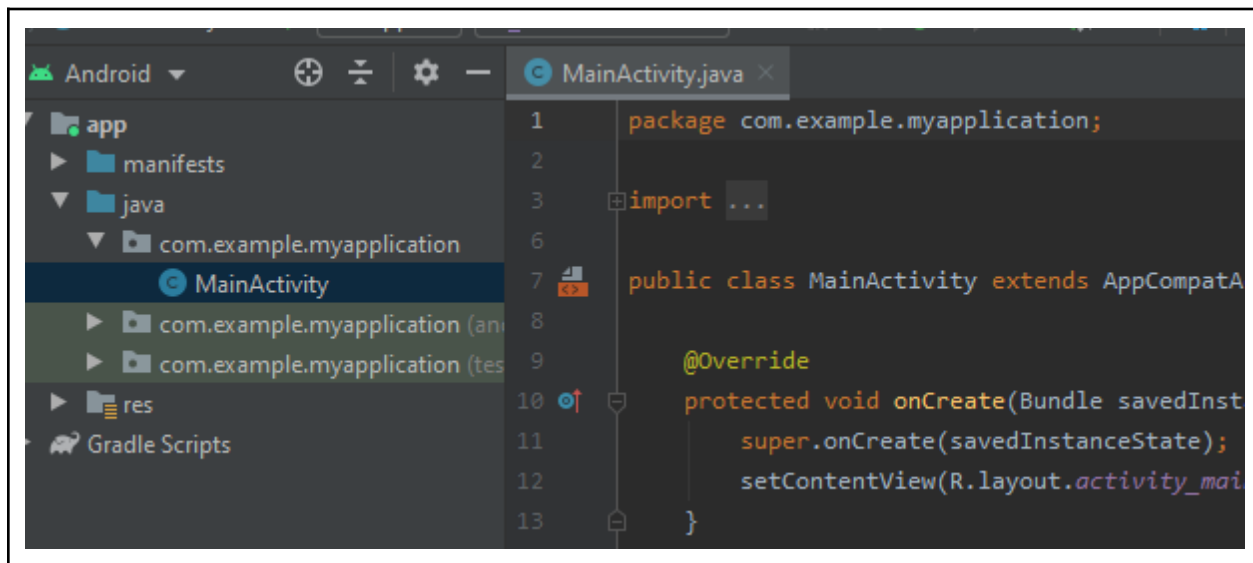 Android
app
manifests
java
com.example.myapplication
MainActivity
com.example.myapplication (an
com.example.myapplication (tes
res
Gradle Scripts
MainActivity.java
1 package com.example.myapplication;
2
3 import ...
6
7 public class MainActivity extends AppCompatA
8
9 @Override
10 protected void onCreate(Bundle savedInst
11 super.onCreate(savedInstanceState);
12 setContentView(R.layout.activity_mai
13 }